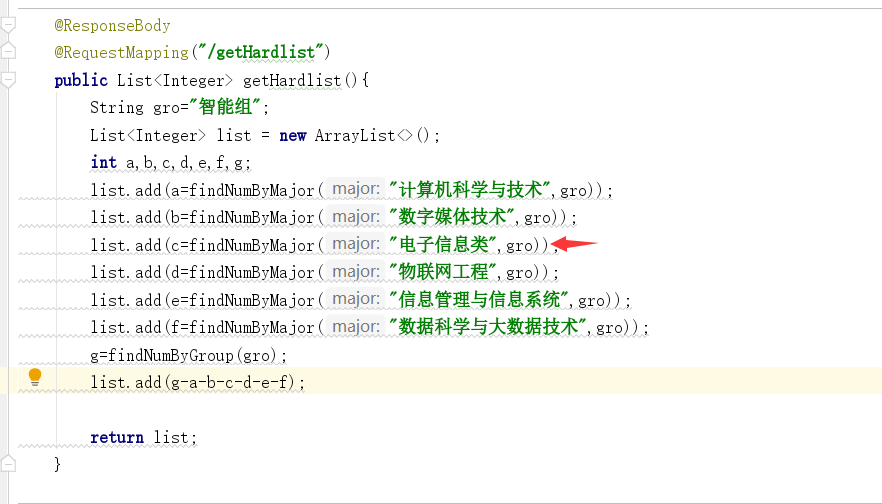 @ResponseBody
@RequestMapping("/getHardlist")
public List<Integer> getHardlist(){
String gro="智能组";
List<Integer> list = new ArrayList<>();
int a,b,c,d,e,f,g;
list.add(a=findNumByMajor( major: "计算机科学与技术",gro));
list.add(b=findNumByMajor( major: "数字媒体技术",gro));
list.add(c=findNumByMajor( major: "电子信息类",gro));
list.add(d=findNumByMajor( major: "物联网工程",gro));
list.add(e=findNumByMajor( major: "信息管理与信息系统",gro));
list.add(f=findNumByMajor( major: "数据科学与大数据技术",gro));
g=findNumByGroup(gro);
list.add(g-a-b-c-d-e-f);
return list;
}